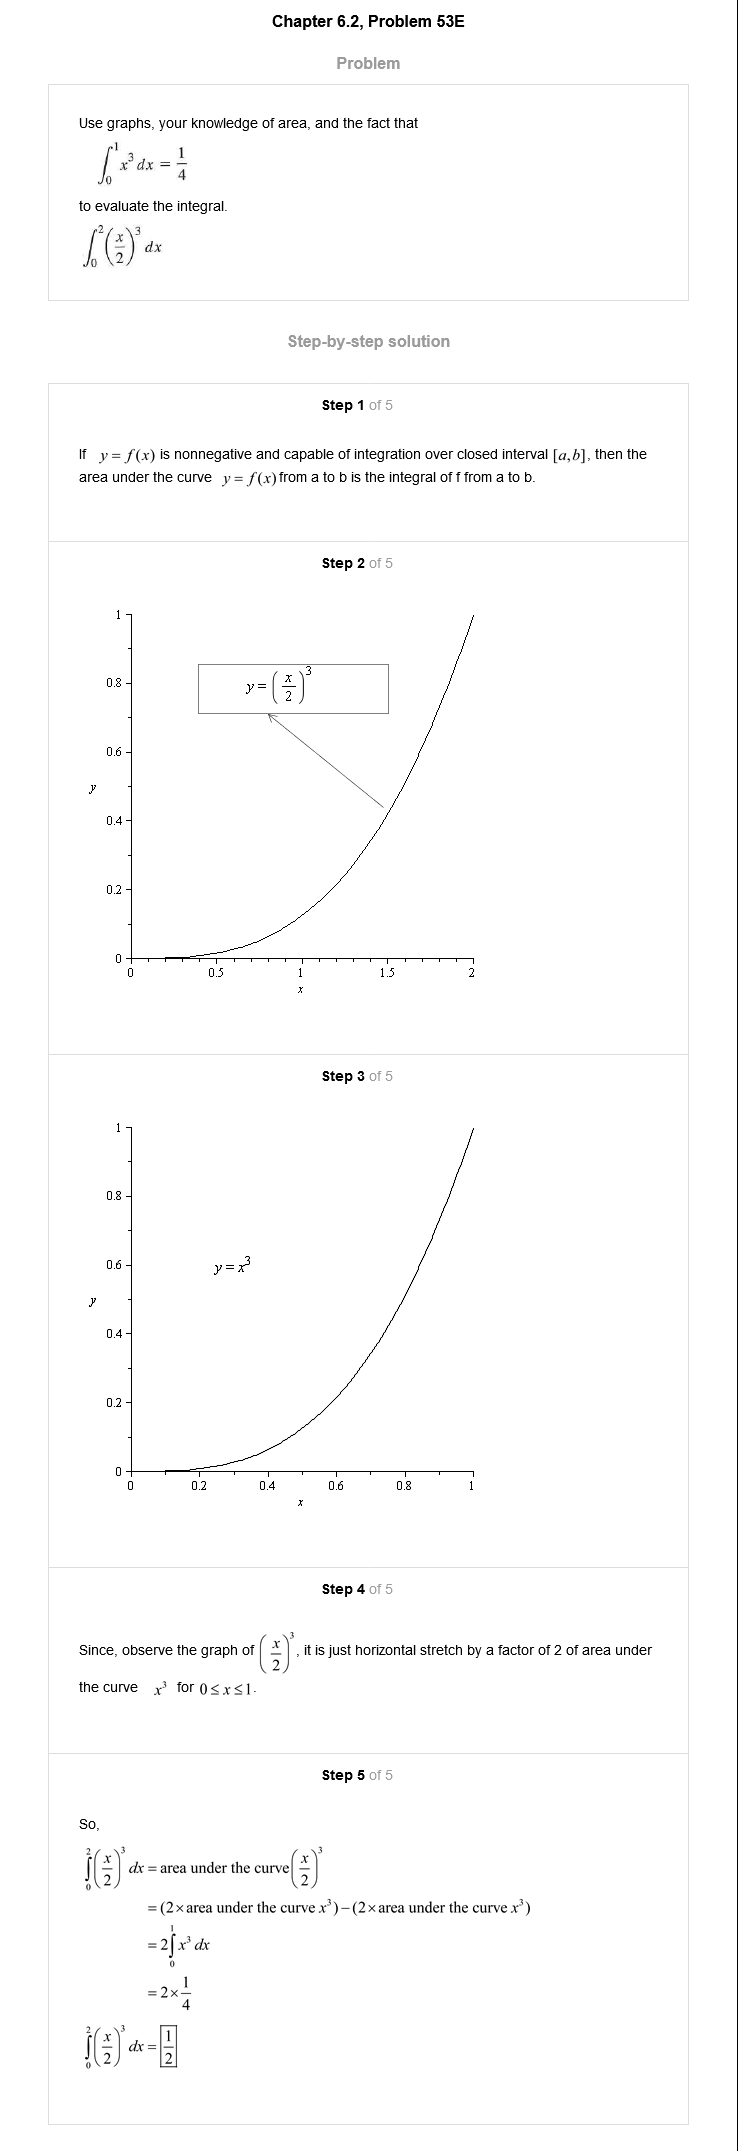 Chapter 6.2, Problem 53E
Problem
Use graphs, your knowledge of area, and the fact that
∫₀¹ x³ dx = 1/4
to evaluate the integral.
∫₀² (x/2)³ dx
Step-by-step solution
Step 1 of 5
If y = f(x) is nonnegative and capable of integration over closed interval [a,b], then the
area under the curve y = f(x) from a to b is the integral of f from a to b.
Step 2 of 5
1
y = (x/2)³
0.8
0.6
y
0.4
0.2
0
0 0.5 1 1.5 2
x
Step 3 of 5
1
0.8
0.6
y = x³
y
0.4
0.2
0
0 0.2 0.4 0.6 0.8 1
x
Step 4 of 5
Since, observe the graph of (x/2)³, it is just horizontal stretch by a factor of 2 of area under
the curve x³ for 0 ≤ x ≤ 1.
Step 5 of 5
So,
∫₀² (x/2)³ dx = area under the curve (x/2)³
= (2 × area under the curve x³) − (2 × area under the curve x³)
= 2 ∫₀¹ x³ dx
= 2 × 1/4
∫₀² (x/2)³ dx = 1/2